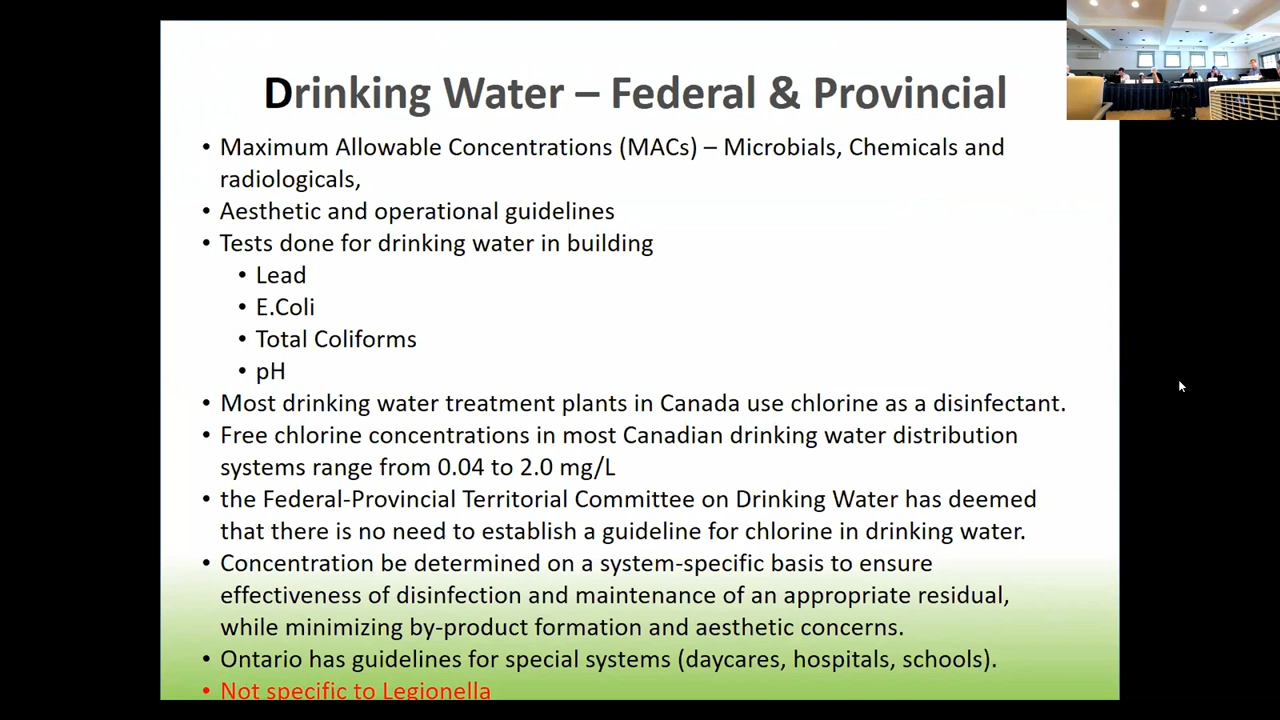 Drinking Water – Federal & Provincial
• Maximum Allowable Concentrations (MACs) – Microbials, Chemicals and
radiologicals,
• Aesthetic and operational guidelines
• Tests done for drinking water in building
• Lead
• E.Coli
• Total Coliforms
• pH
• Most drinking water treatment plants in Canada use chlorine as a disinfectant.
• Free chlorine concentrations in most Canadian drinking water distribution
systems range from 0.04 to 2.0 mg/L
• the Federal-Provincial Territorial Committee on Drinking Water has deemed
that there is no need to establish a guideline for chlorine in drinking water.
• Concentration be determined on a system-specific basis to ensure
effectiveness of disinfection and maintenance of an appropriate residual,
while minimizing by-product formation and aesthetic concerns.
• Ontario has guidelines for special systems (daycares, hospitals, schools).
• Not specific to Legionella